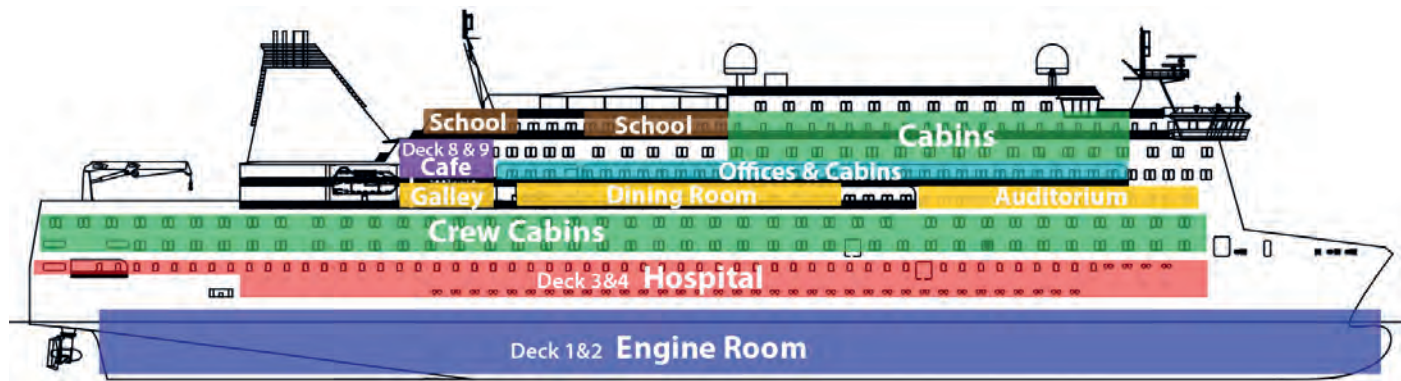 School
School
Cabins
Deck 8 & 9
Cafe
Offices & Cabins
Galley
Dining Room
Auditorium
Crew Cabins
Deck 3&4 Hospital
Deck 1&2 Engine Room